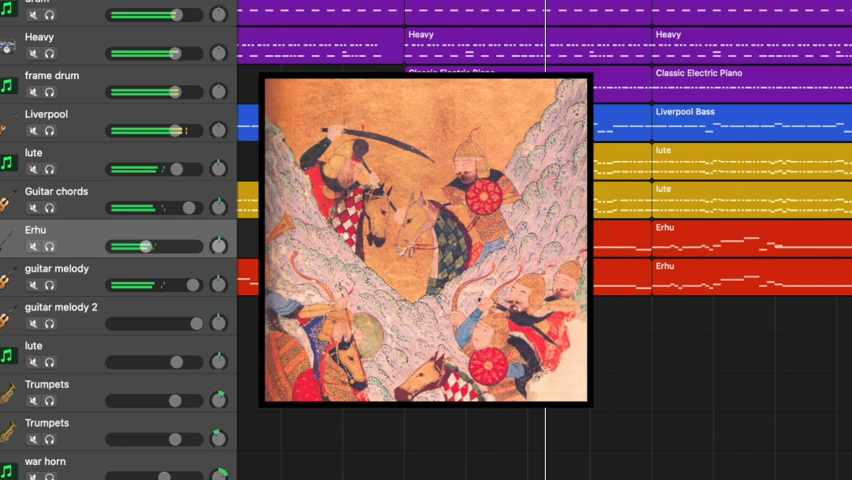 drum
Heavy
frame drum
Liverpool
lute
Guitar chords
Erhu
guitar melody
guitar melody 2
lute
Trumpets
Trumpets
war horn
Heavy
Heavy
Classic Electric Piano
Classic Electric Piano
Liverpool Bass
lute
lute
Erhu
Erhu